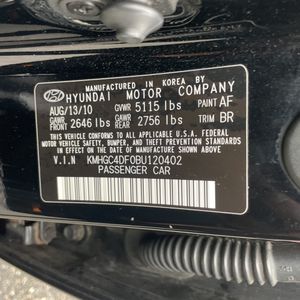 MANUFACTURED IN KOREA BY
HYUNDAI MOTOR COMPANY
AUG/13/10 GVWR 5115 lbs PAINT AF
GAWR FRONT 2646 lbs GAWR REAR 2756 lbs TRIM BR
THIS VEHICLE CONFORMS TO ALL APPLICABLE U.S. FEDERAL
MOTOR VEHICLE SAFETY, BUMPER, AND THEFT PREVENTION
STANDARDS IN EFFECT ON THE DATE OF MANUFACTURE SHOWN ABOVE.
V.I.N KMHGC4DF0BU120402
PASSENGER CAR